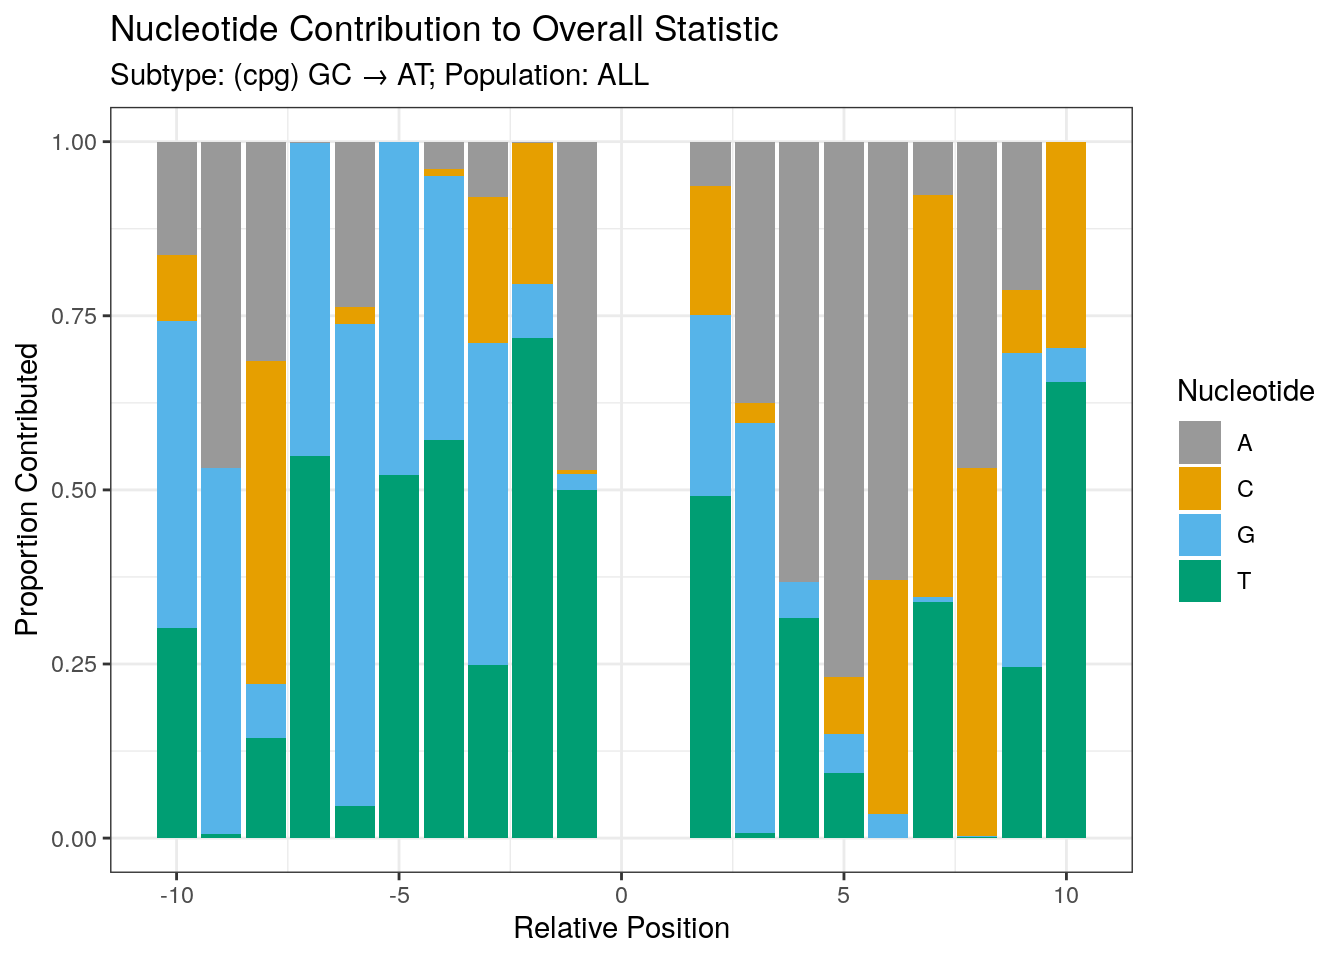 Nucleotide Contribution to Overall Statistic
Subtype: (cpg) GC → AT; Population: ALL
Proportion Contributed
1.00
0.75
0.50
0.25
0.00
-10
-5
0
5
10
Relative Position
Nucleotide
A
C
G
T